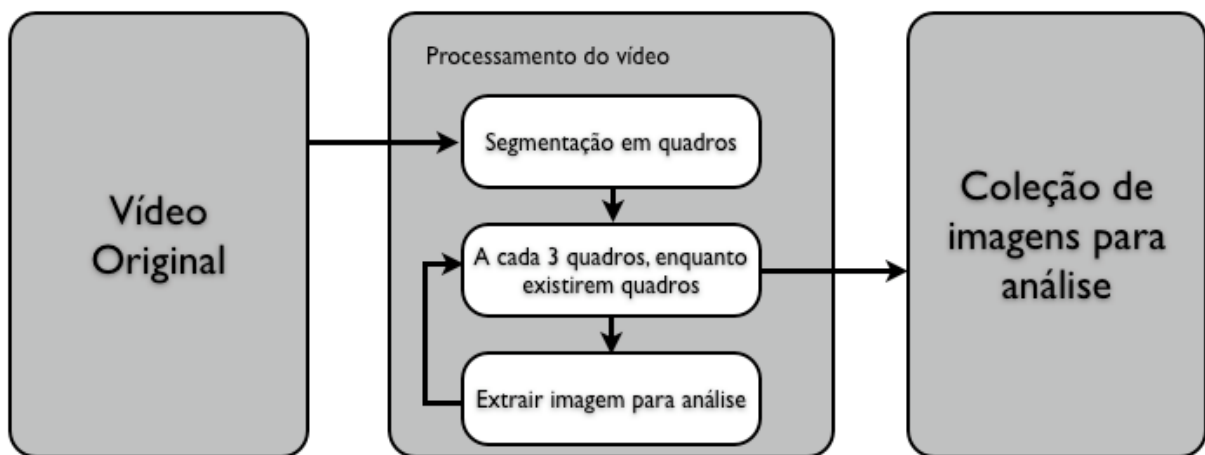 Vídeo
Original
Processamento do vídeo
Segmentação em quadros
A cada 3 quadros, enquanto
existirem quadros
Extrair imagem para análise
Coleção de
imagens para
análise